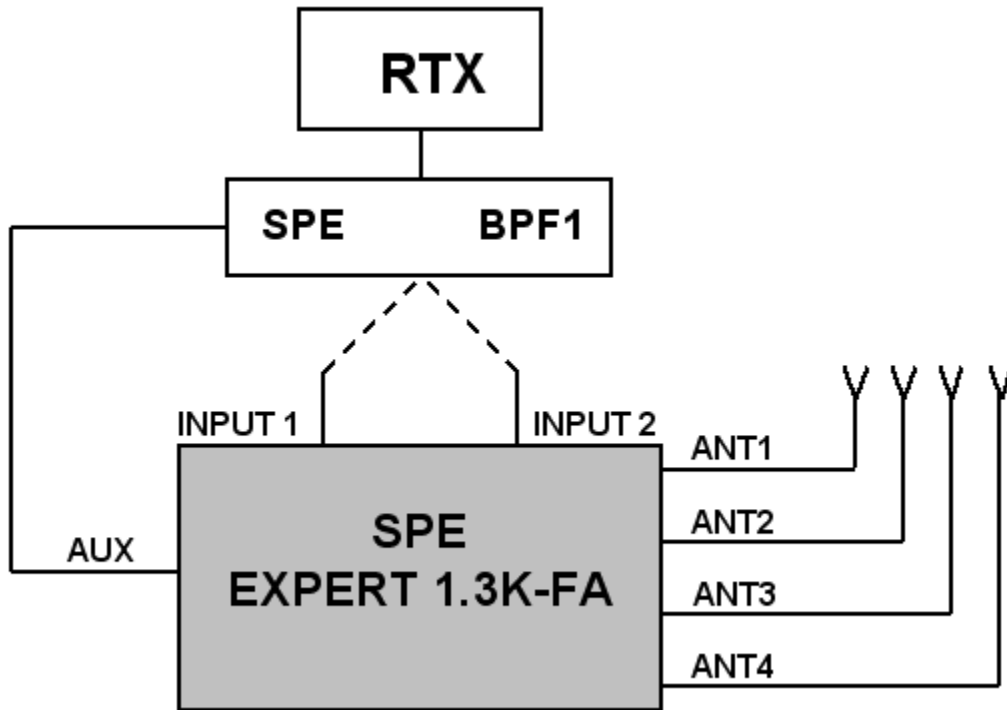 RTX
SPE BPF1
INPUT 1 INPUT 2
ANT1
ANT2
AUX
SPE
EXPERT 1.3K-FA
ANT3
ANT4